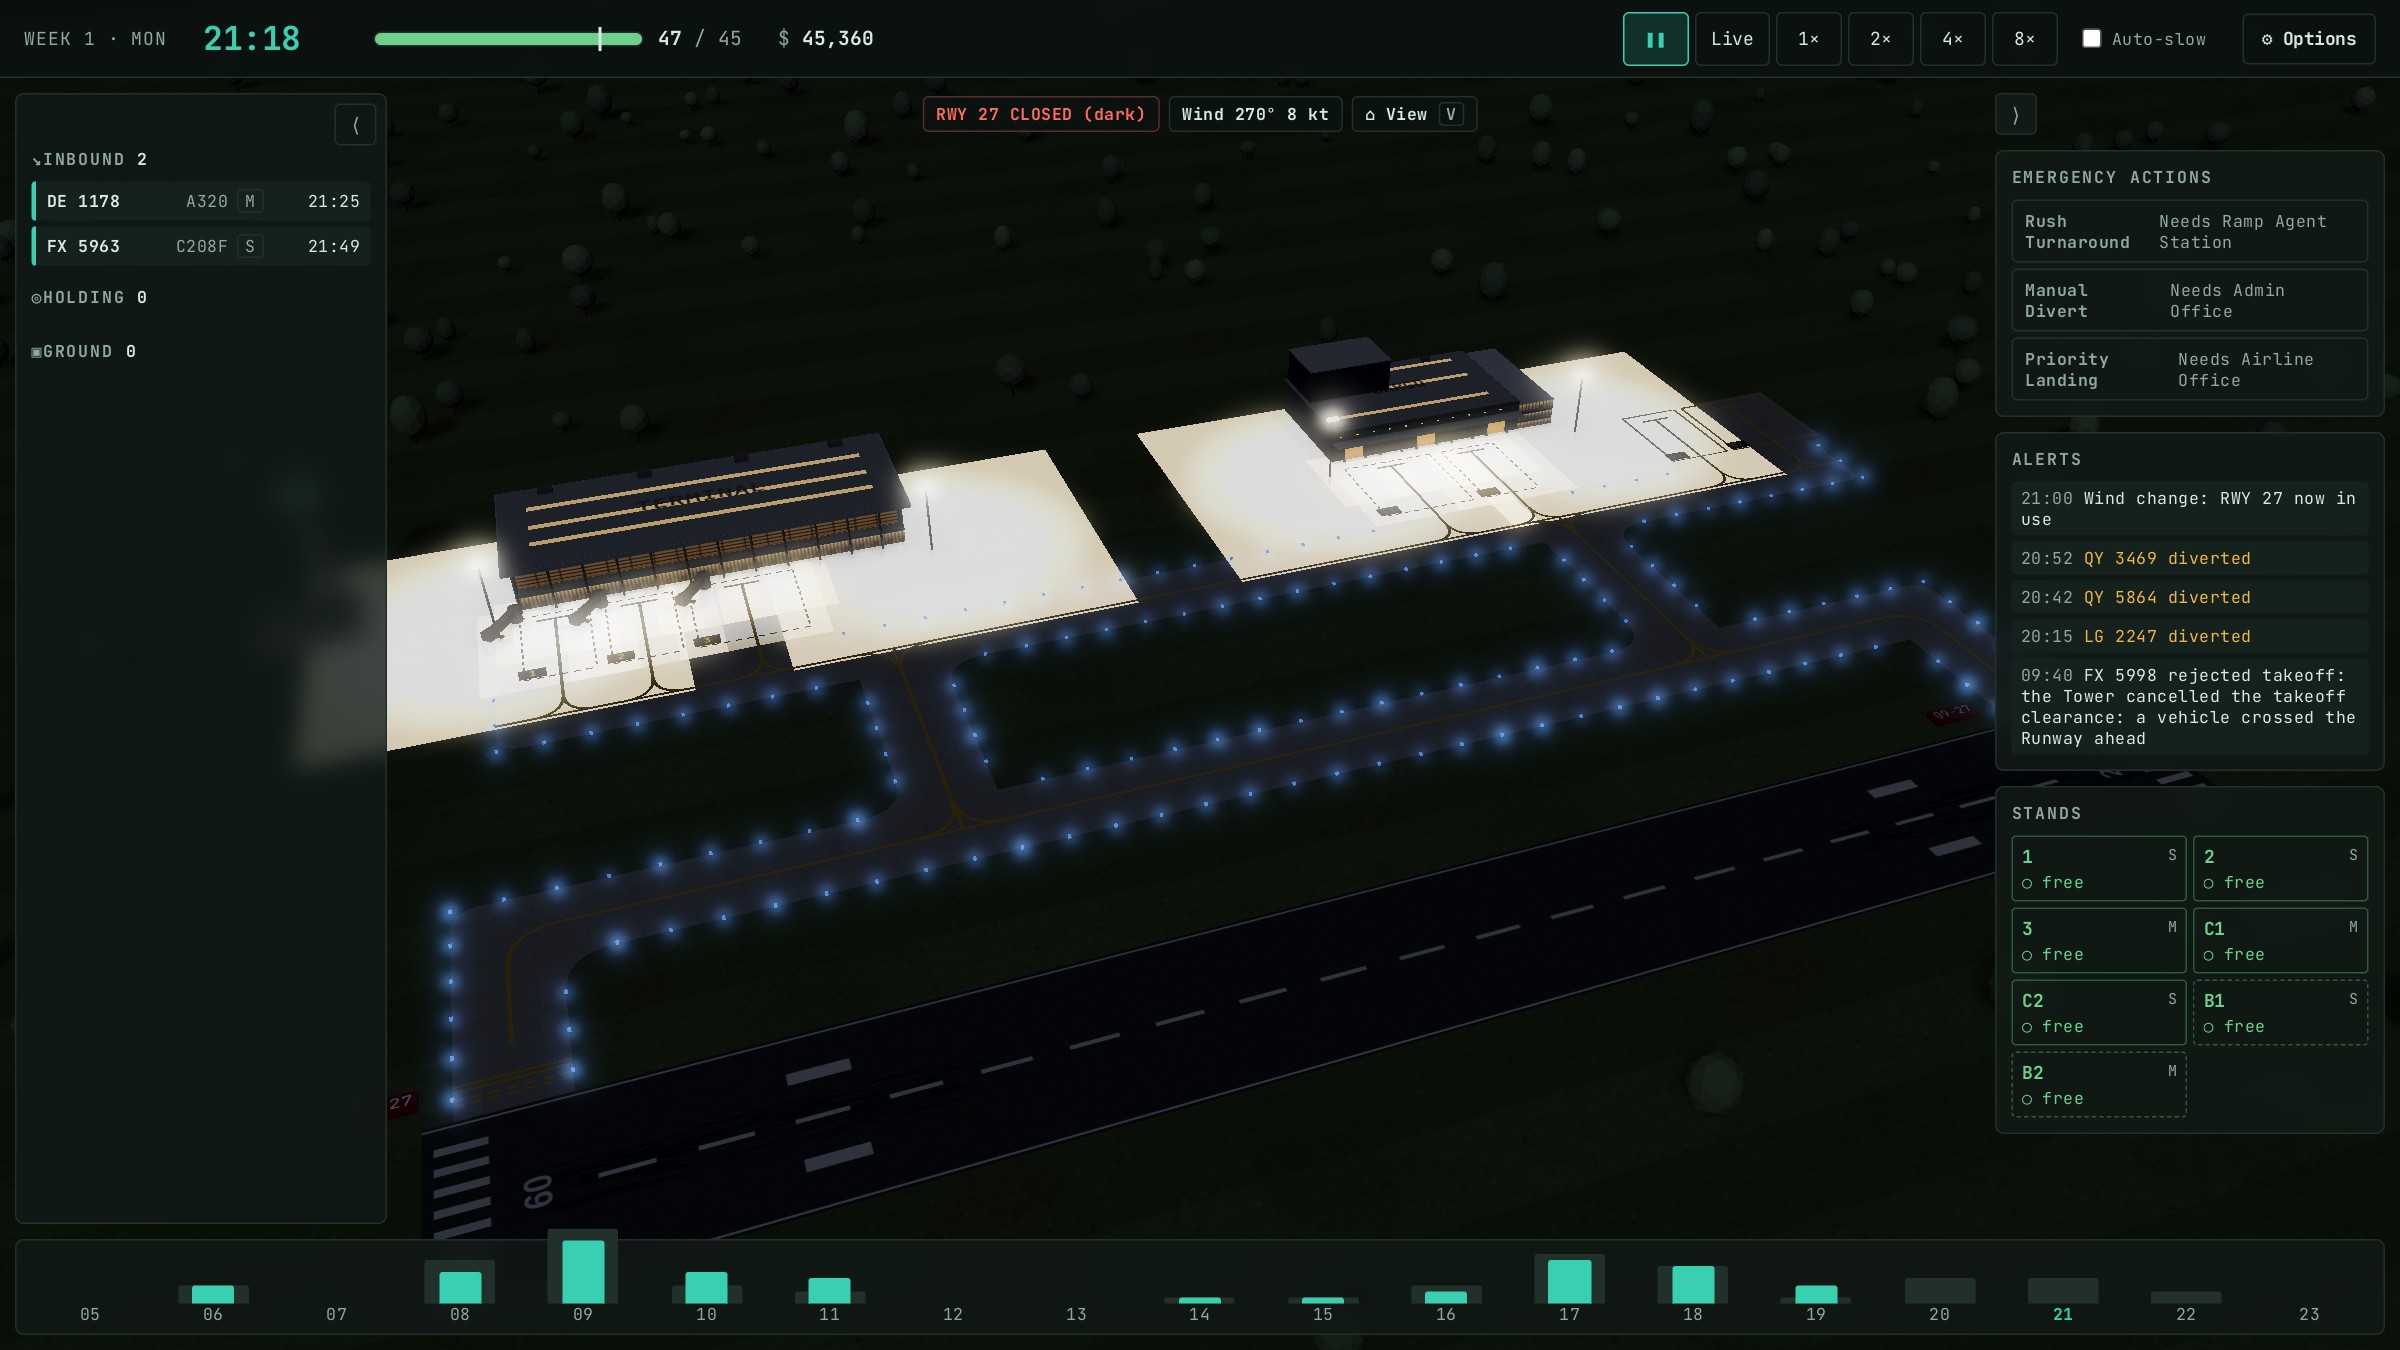 WEEK 1 · MON 21:18 47 / 45 $ 45,360 Live 1× 2× 4× 8× Auto-slow ⚙ Options
RWY 27 CLOSED (dark) Wind 270° 8 kt ⌂ View V
↘INBOUND 2
DE 1178 A320 M 21:25
FX 5963 C208F S 21:49
◎HOLDING 0
▣GROUND 0
EMERGENCY ACTIONS
Rush Turnaround Needs Ramp Agent Station
Manual Divert Needs Admin Office
Priority Landing Needs Airline Office
ALERTS
21:00 Wind change: RWY 27 now in
use
20:52 QY 3469 diverted
20:42 QY 5864 diverted
20:15 LG 2247 diverted
09:40 FX 5998 rejected takeoff:
the Tower cancelled the takeoff
clearance: a vehicle crossed the
Runway ahead
STANDS
1 S
○ free
2 S
○ free
3 M
○ free
C1 M
○ free
C2 S
○ free
B1 S
○ free
B2 M
○ free
TERMINAL
1
2
3
09-27
27
09
05 06 07 08 09 10 11 12 13 14 15 16 17 18 19 20 21 22 23